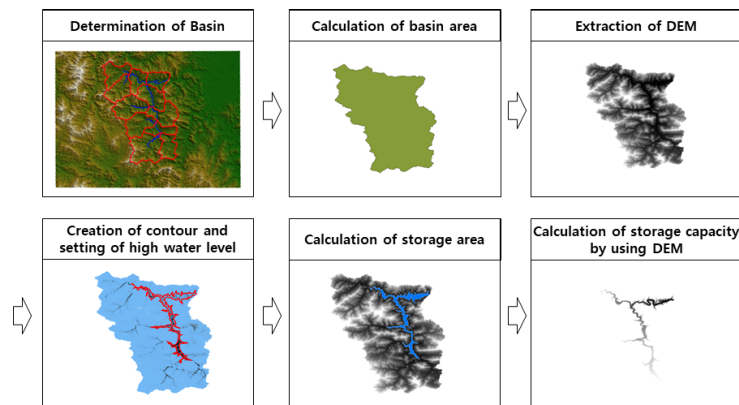 Determination of Basin
Calculation of basin area
Extraction of DEM
Creation of contour and
setting of high water level
Calculation of storage area
Calculation of storage capacity
by using DEM